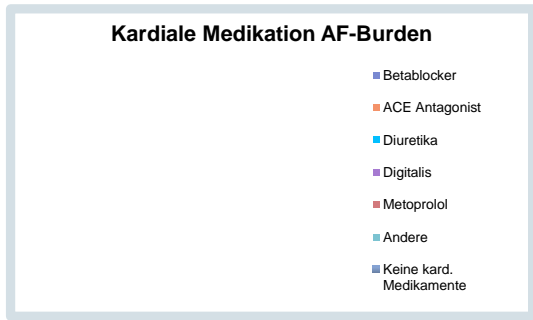 Kardiale Medikation AF-Burden
Betablocker
ACE Antagonist
Diuretika
Digitalis
Metoprolol
Andere
Keine kard.
Medikamente